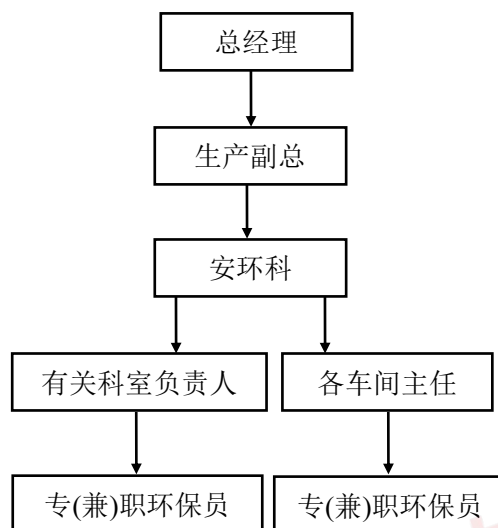 总经理
生产副总
安环科
有关科室负责人
各车间主任
专(兼)职环保员
专(兼)职环保员